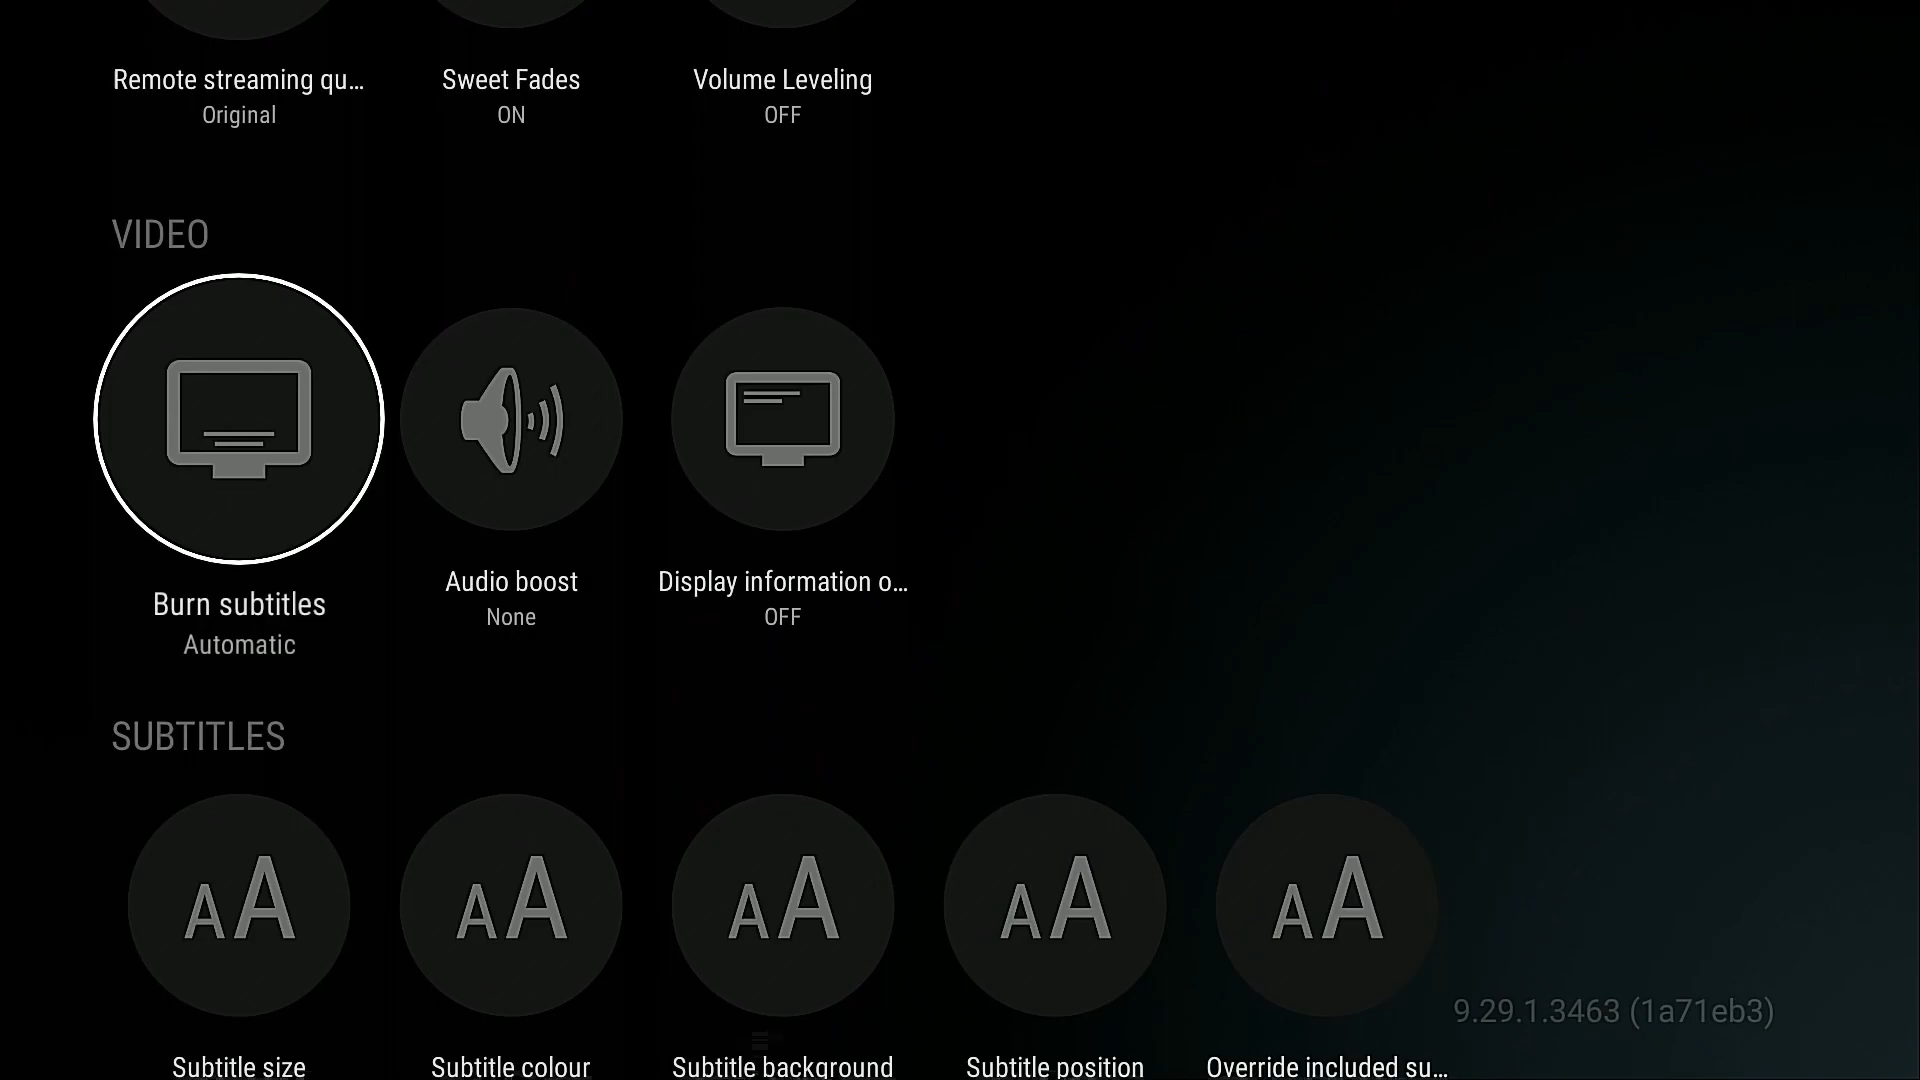 Remote streaming qu...
Sweet Fades
Volume Leveling
Original
ON
OFF
VIDEO
Burn subtitles
Automatic
Audio boost
None
Display information o...
OFF
SUBTITLES
AA
AA
AA
AA
AA
Subtitle size
Subtitle colour
Subtitle background
Subtitle position
Override included su...
9.29.1.3463 (1a71eb3)